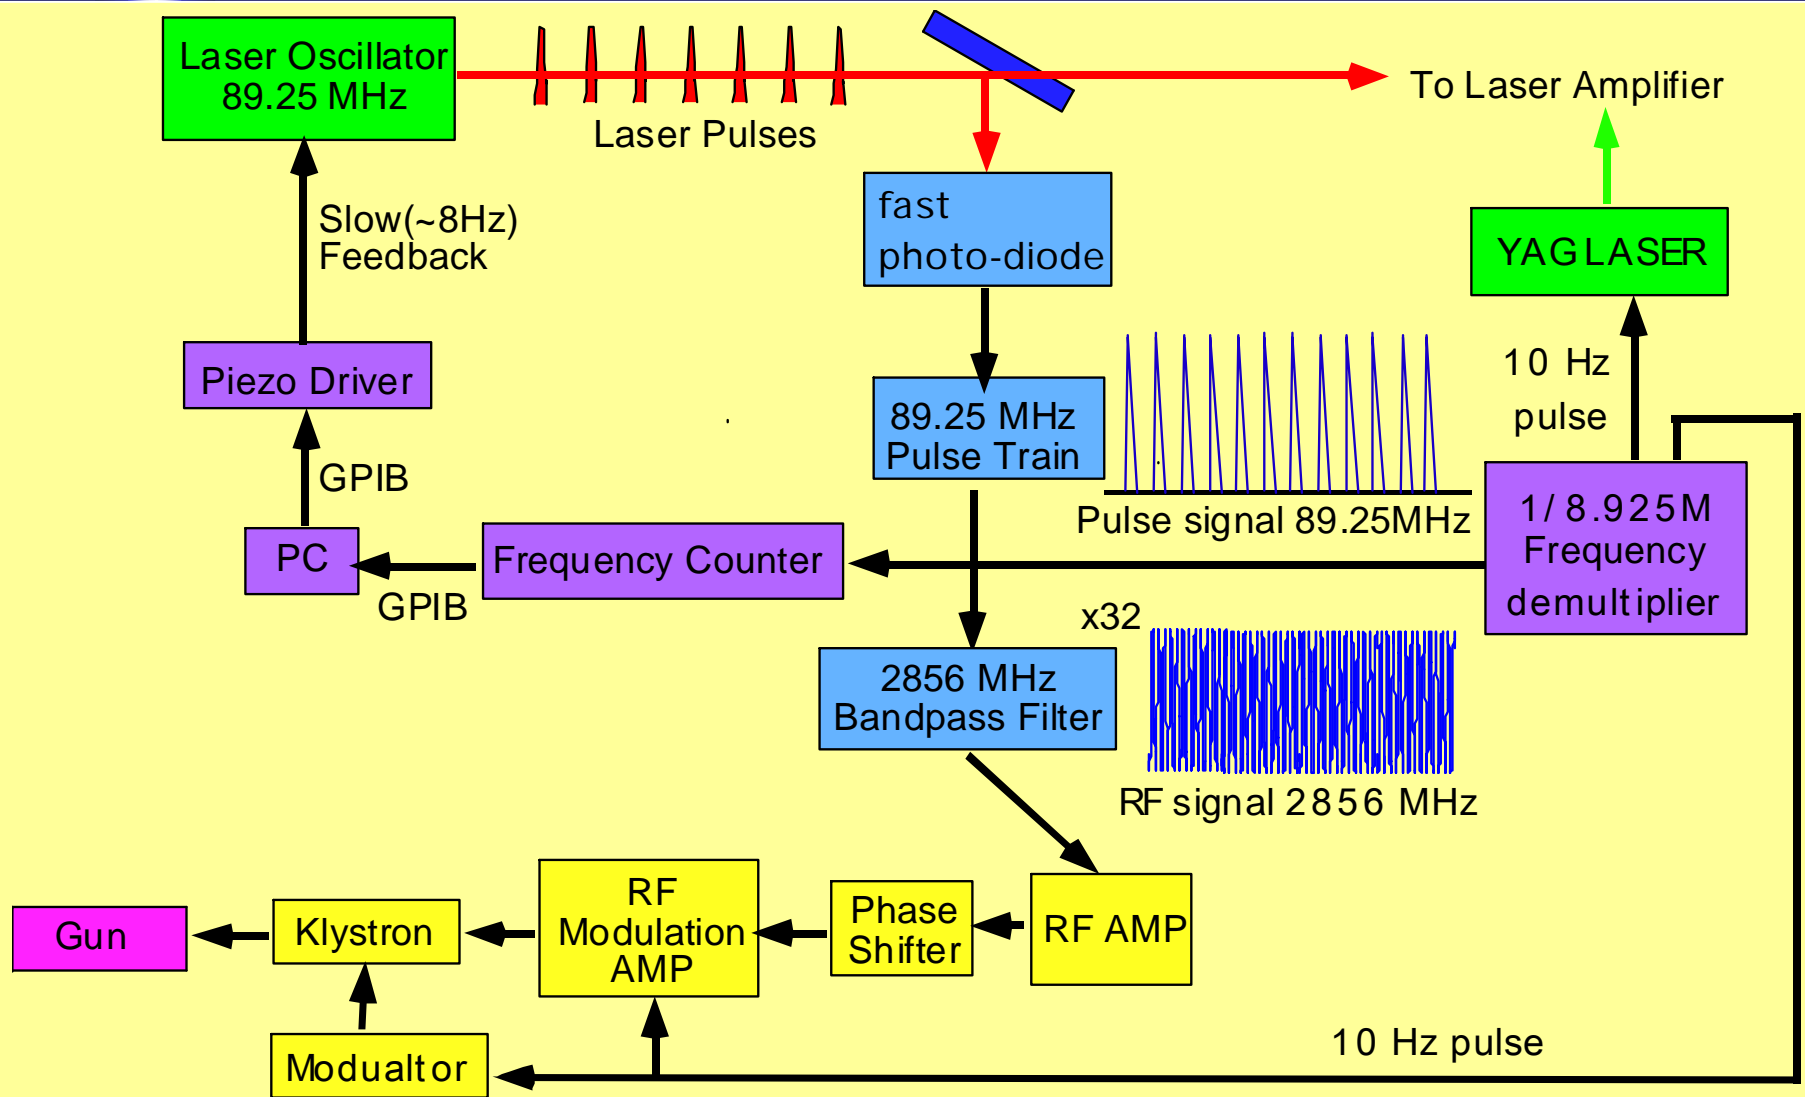 Laser Oscillator
89.25 MHz
Laser Pulses
To Laser Amplifier
fast
photo-diode
Slow(~8Hz)
Feedback
YAG LASER
Piezo Driver
10 Hz
pulse
89.25 MHz
Pulse Train
GPIB
Pulse signal 89.25MHz
1/8.925M
Frequency
demultiplier
PC
Frequency Counter
GPIB
x32
2856 MHz
Bandpass Filter
RF signal 2856 MHz
Gun
Klystron
RF
Modulation
AMP
Phase
Shifter
RF AMP
Modualtor
10 Hz pulse